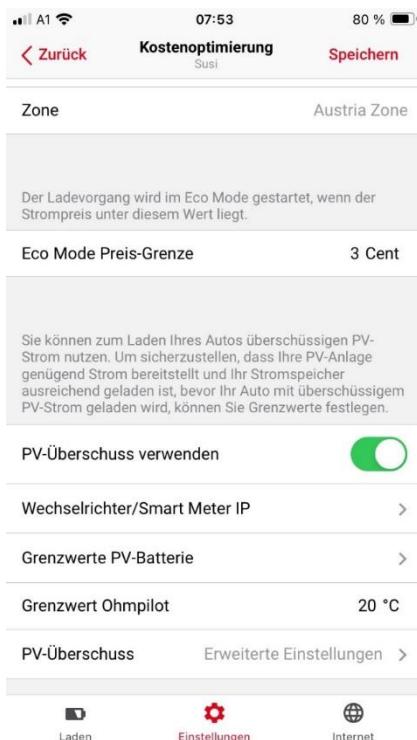 A1 07:53 80 %
Zurück Kostenoptimierung Speichern
Susi
Zone Austria Zone
Der Ladevorgang wird im Eco Mode gestartet, wenn der
Strompreis unter diesem Wert liegt.
Eco Mode Preis-Grenze 3 Cent
Sie können zum Laden Ihres Autos überschüssigen PV-
Strom nutzen. Um sicherzustellen, dass Ihre PV-Anlage
genügend Strom bereitstellt und Ihr Stromspeicher
ausreichend geladen ist, bevor Ihr Auto mit überschüssigem
PV-Strom geladen wird, können Sie Grenzwerte festlegen.
PV-Überschuss verwenden
Wechselrichter/Smart Meter IP
Grenzwerte PV-Batterie
Grenzwert Ohmpilot 20 °C
PV-Überschuss Erweiterte Einstellungen
Laden Einstellungen Internet